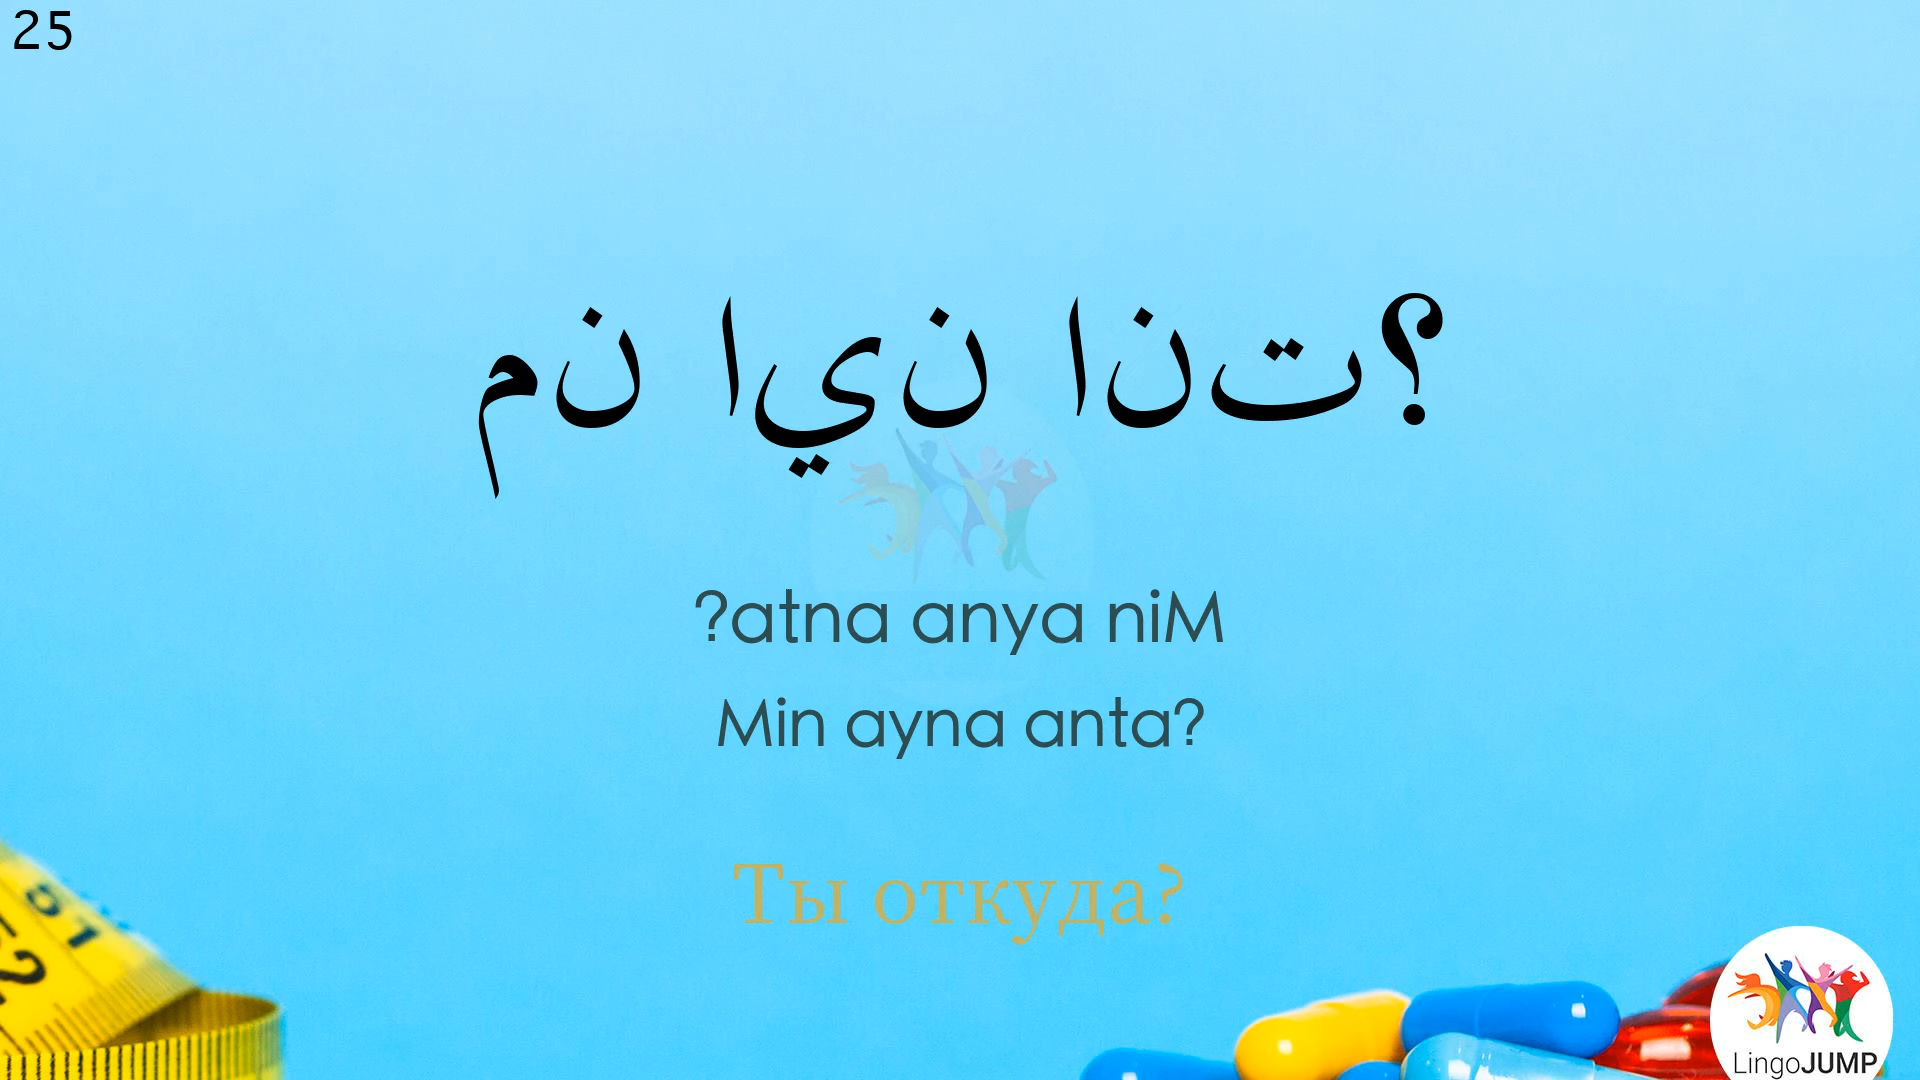 25
من اين انت؟
?atna anya niM
Min ayna anta?
Ты откуда?
LingoJUMP